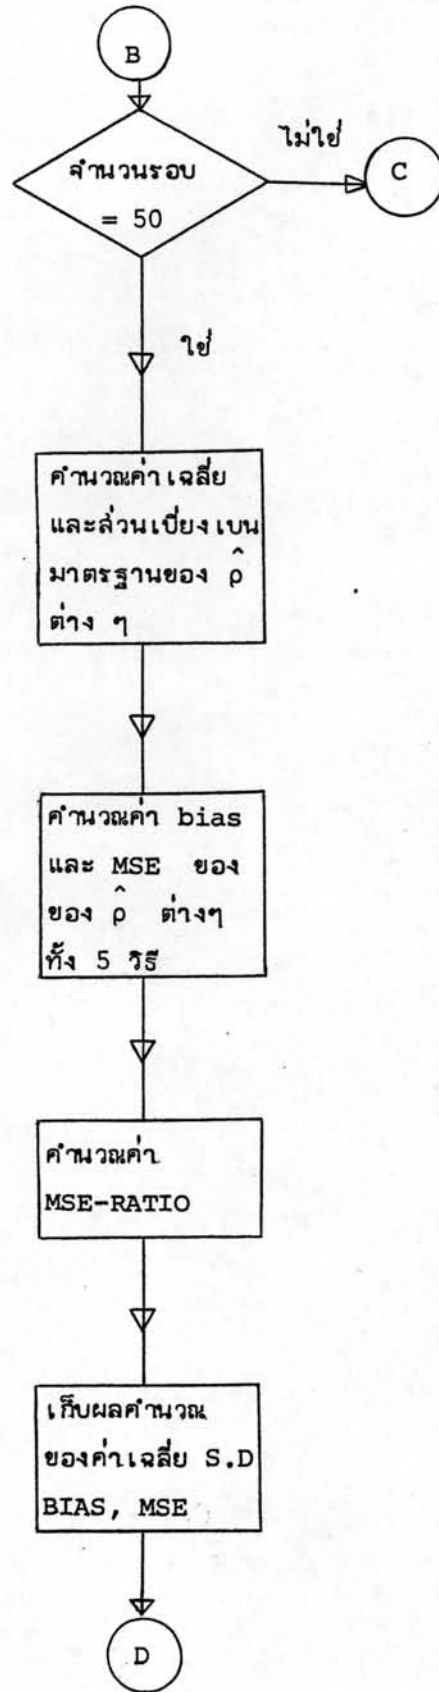 B
จำนวนรอบ
= 50
ไม่ใช่
C
ใช่
คำนวณค่าเฉลี่ย
และส่วนเบี่ยงเบน
มาตรฐานของ ρ̂
ต่าง ๆ
คำนวณค่า bias
และ MSE ของ
ของ ρ̂ ต่างๆ
ทั้ง 5 วิธี
คำนวณค่า
MSE-RATIO
เก็บผลคำนวณ
ของค่าเฉลี่ย S.D
BIAS, MSE
D